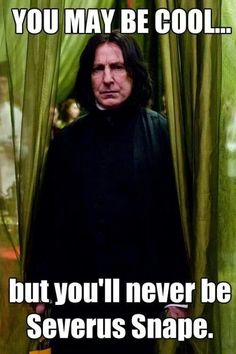 YOU MAY BE COOL...
but you'll never be
Severus Snape.